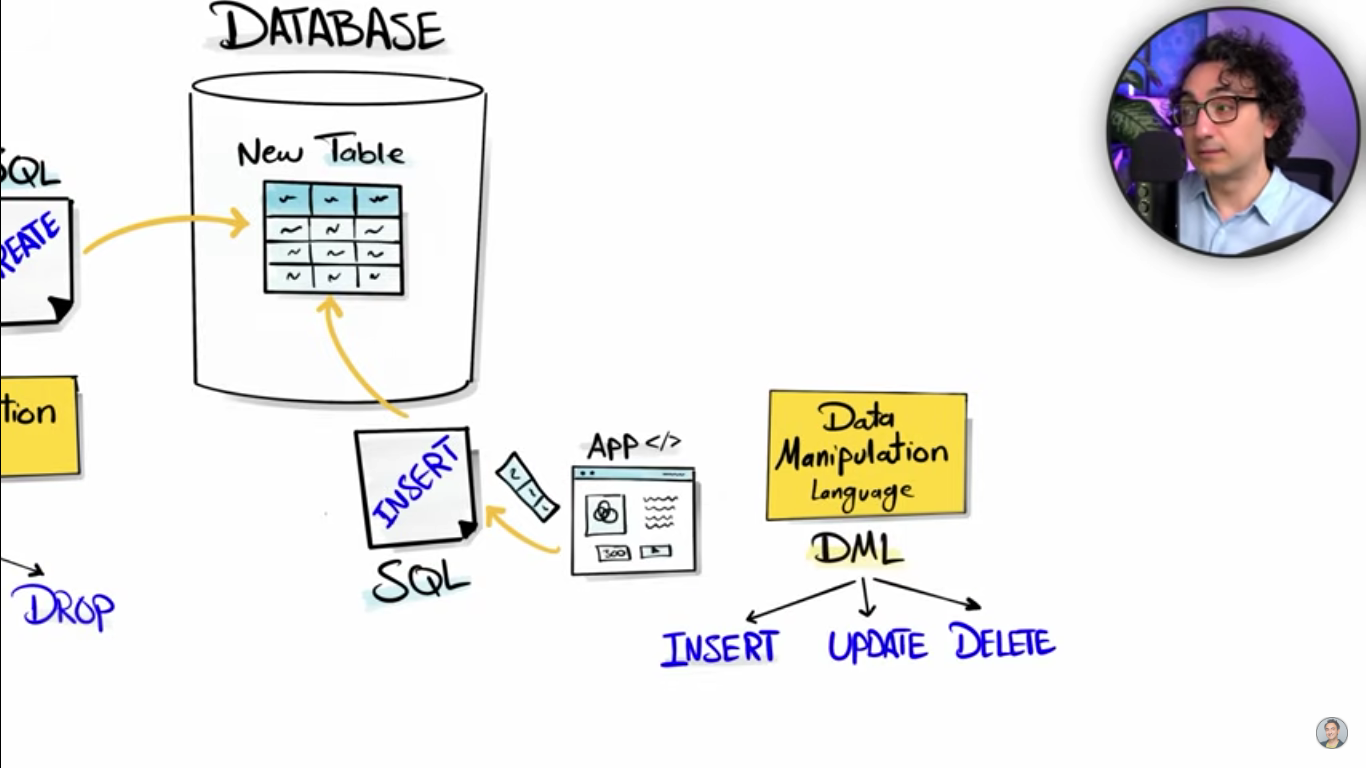 DATABASE
New Table
SQL
REATE
tion
DROP
INSERT
SQL
APP </>
300
Data
Manipulation
Language
DML
INSERT UPDATE DELETE